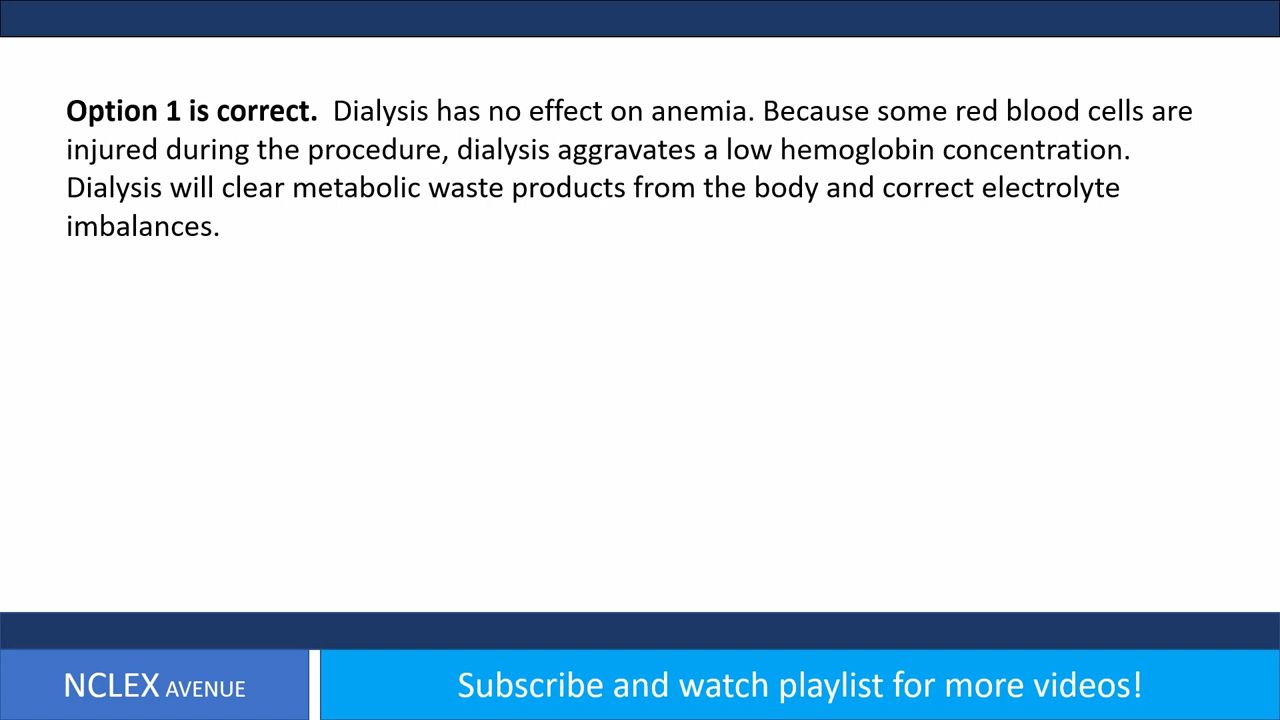 Option 1 is correct. Dialysis has no effect on anemia. Because some red blood cells are
injured during the procedure, dialysis aggravates a low hemoglobin concentration.
Dialysis will clear metabolic waste products from the body and correct electrolyte
imbalances.
NCLEX AVENUE
Subscribe and watch playlist for more videos!